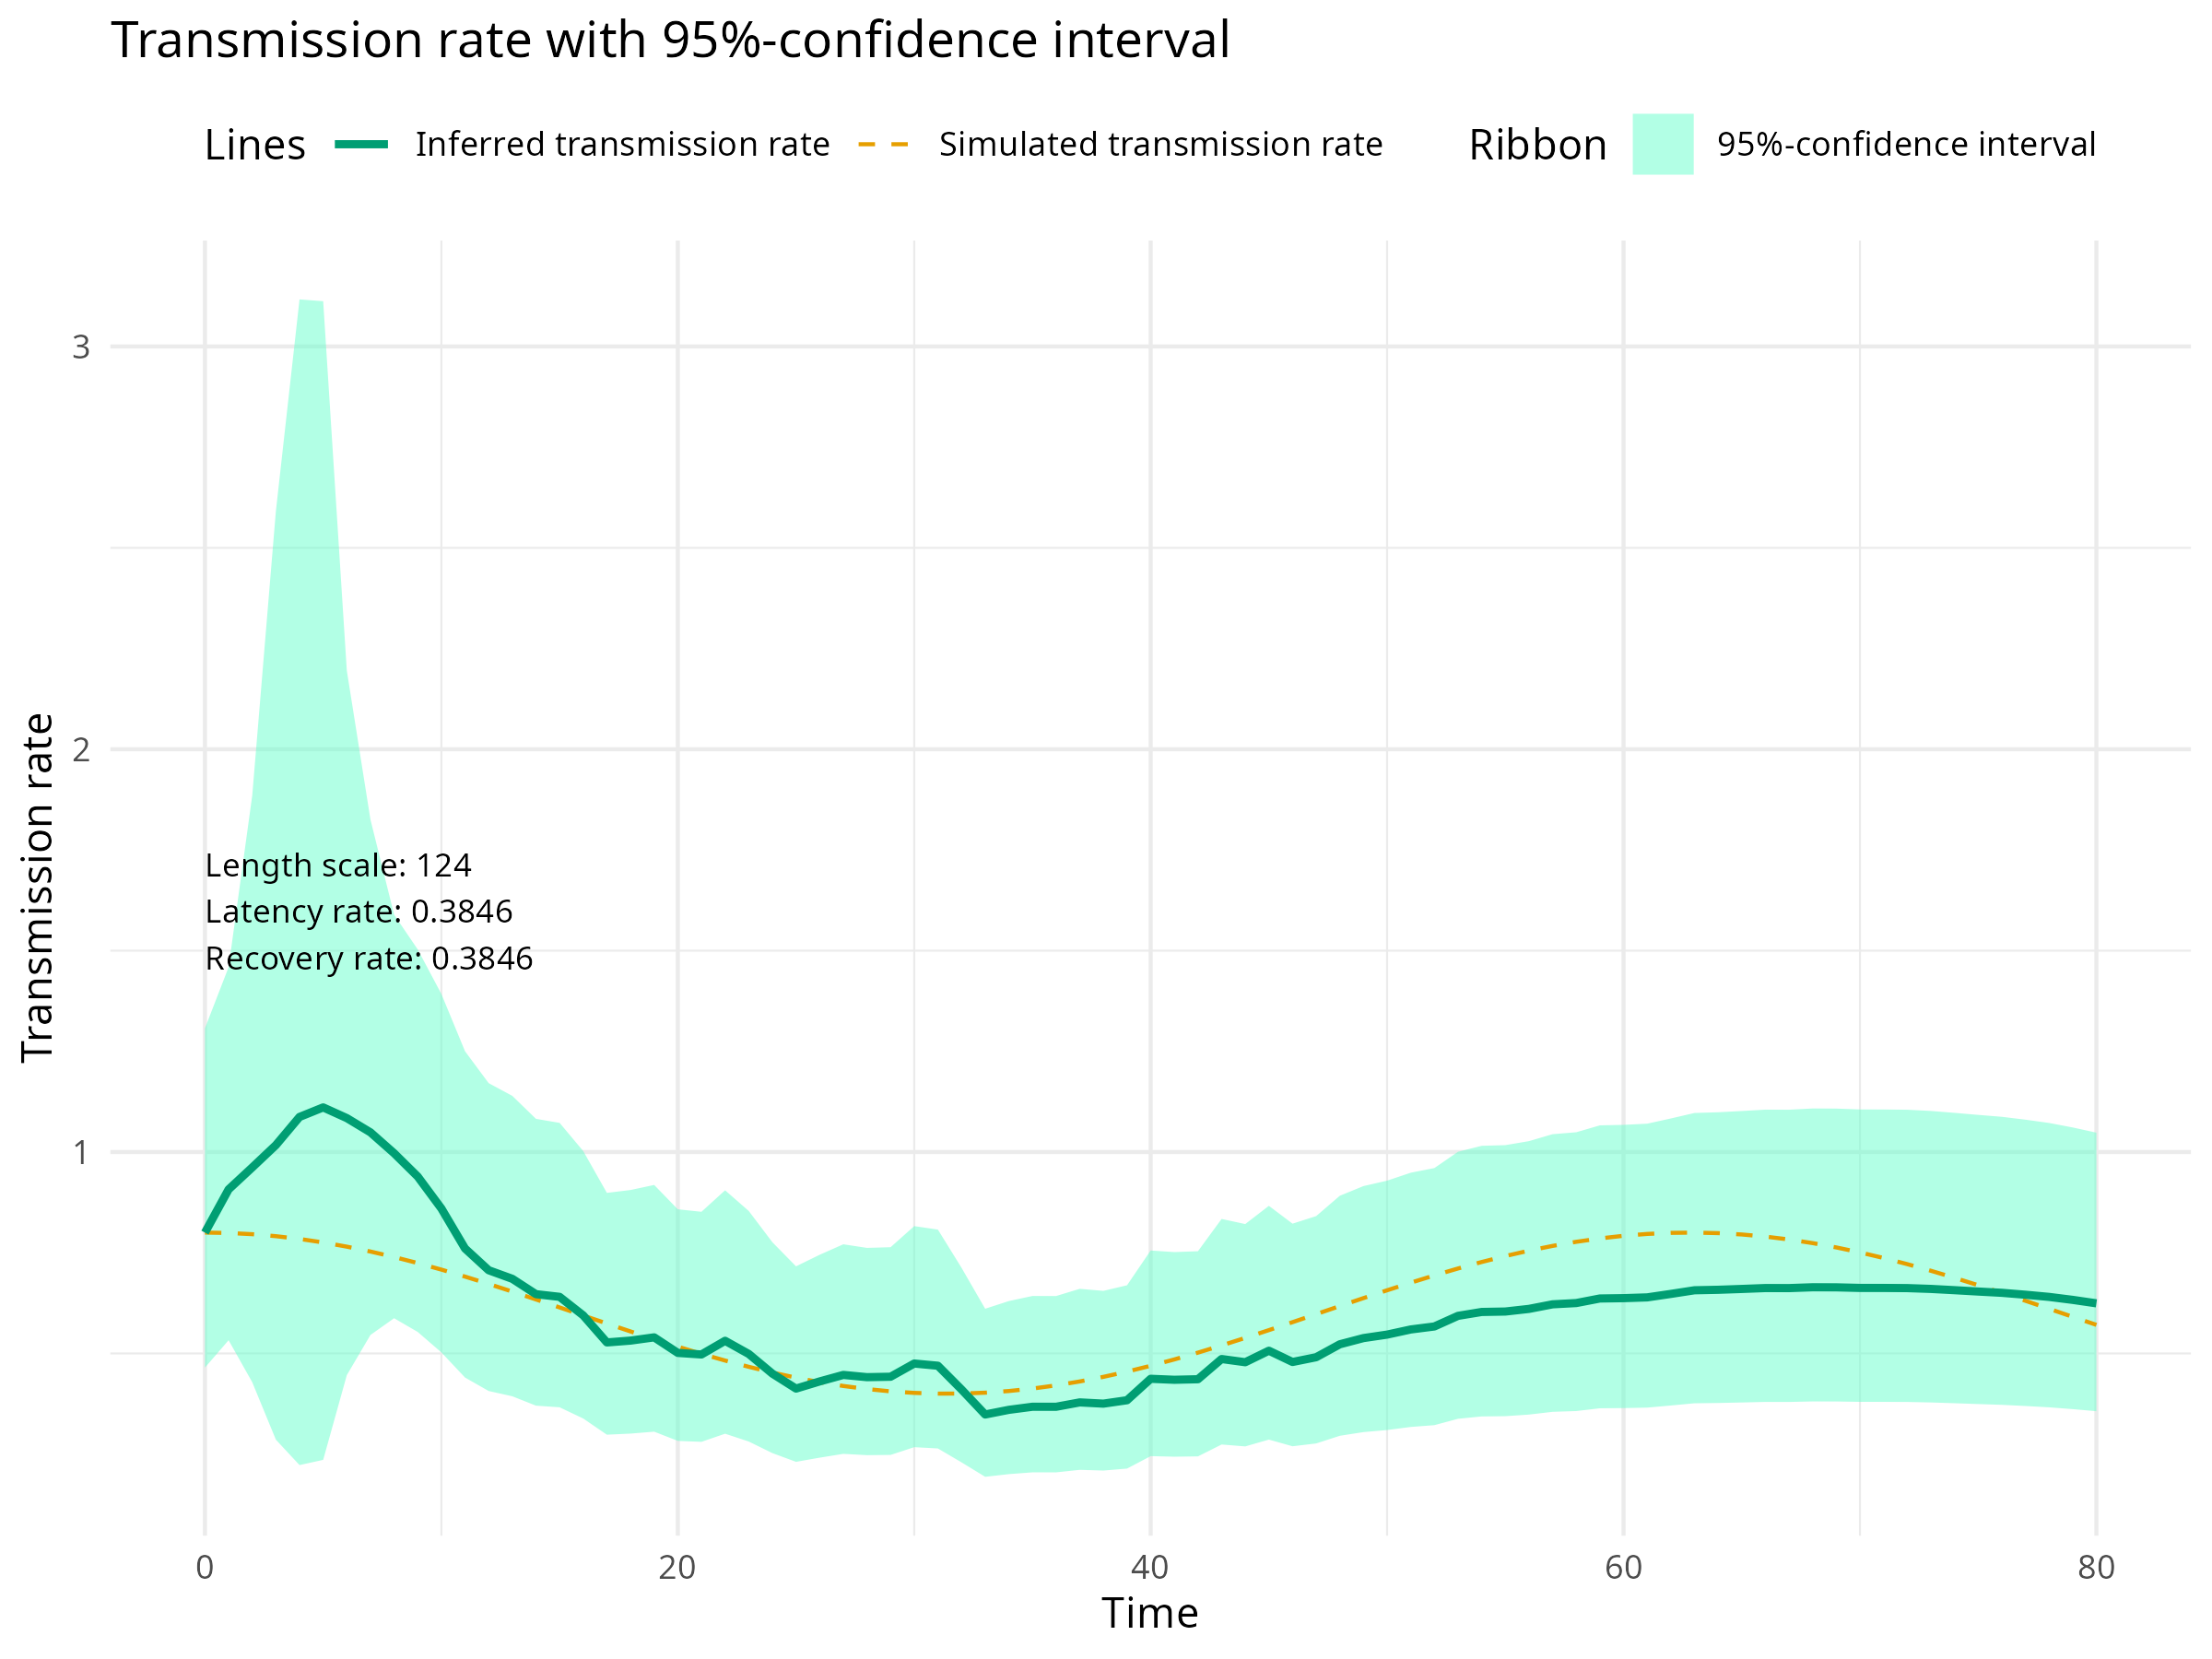 Transmission rate with 95%-confidence interval
Lines Inferred transmission rate Simulated transmission rate Ribbon 95%-confidence interval
3
2
1
Transmission rate
Length scale: 124
Latency rate: 0.3846
Recovery rate: 0.3846
0 20 40 60 80
Time